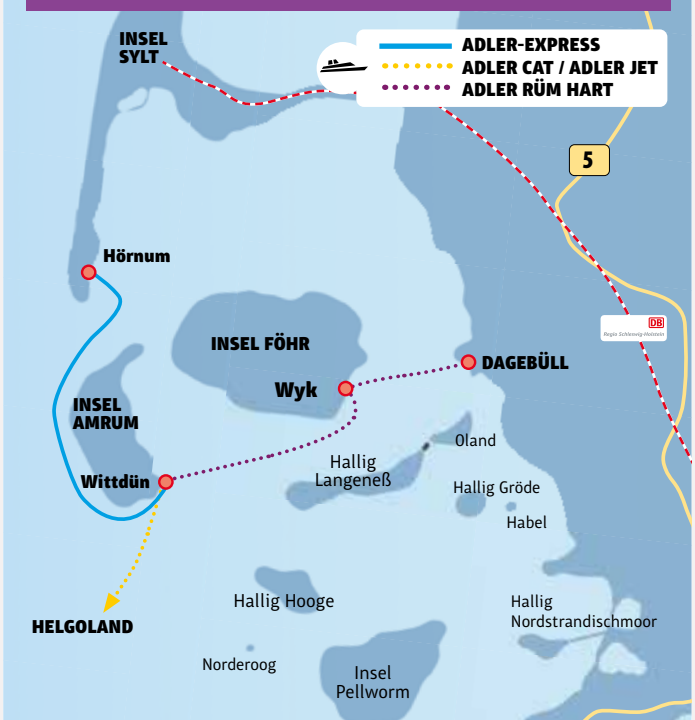 INSEL
SYLT
ADLER-EXPRESS
ADLER CAT / ADLER JET
ADLER RÜM HART
5
Hörnum
DB
Regio Schleswig-Holstein
INSEL FÖHR
DAGEBÜLL
Wyk
INSEL
AMRUM
Oland
Hallig
Langeneß
Wittdün
Hallig Gröde
Habel
Hallig Hooge
Hallig
Nordstrandischmoor
HELGOLAND
Norderoog
Insel
Pellworm